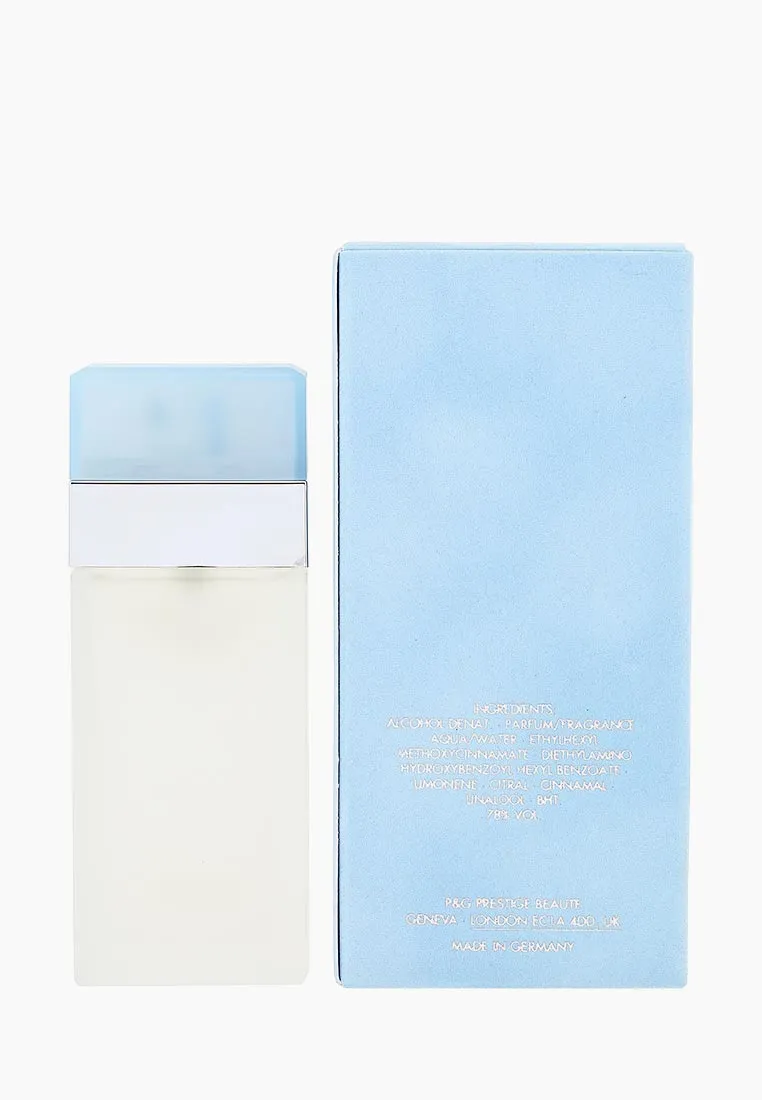 INGREDIENTS
ALCOHOL DENAT. · PARFUM/FRAGRANCE
AQUA/WATER · ETHYLHEXYL
METHOXYCINNAMATE · DIETHYLAMINO
HYDROXYBENZOYL HEXYL BENZOATE ·
LIMONENE · CITRAL · CINNAMAL ·
LINALOOL · BHT.
78% VOL.
P&G PRESTIGE BEAUTE
GENEVA · LONDON EC1A 4DD, UK
MADE IN GERMANY